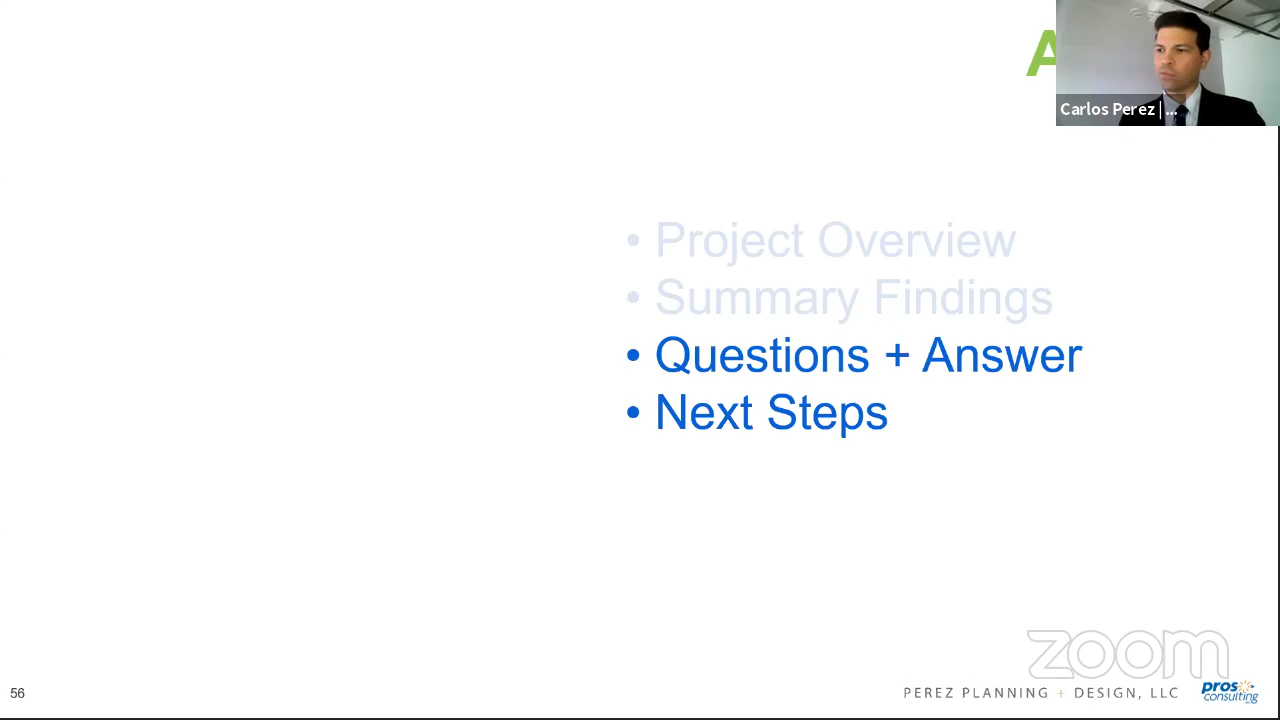 A
Carlos Perez | ...
• Project Overview
• Summary Findings
• Questions + Answer
• Next Steps
zoom
56
PEREZ PLANNING + DESIGN, LLC
pros consulting